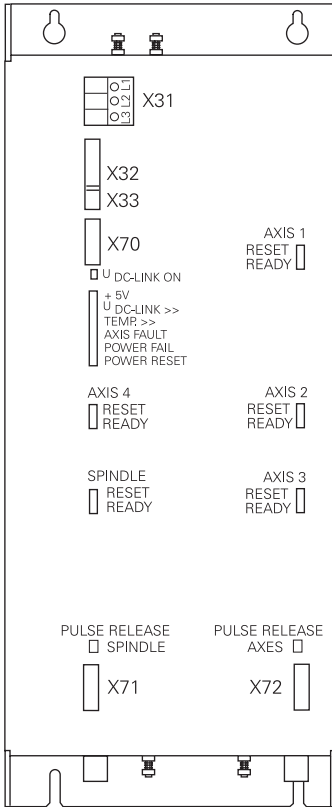 L1
L2
L3
X31
X32
X33
X70
U DC-LINK ON
+ 5V
U DC-LINK >>
TEMP. >>
AXIS FAULT
POWER FAIL
POWER RESET
AXIS 1
RESET
READY
AXIS 4
RESET
READY
AXIS 2
RESET
READY
SPINDLE
RESET
READY
AXIS 3
RESET
READY
PULSE RELEASE
SPINDLE
PULSE RELEASE
AXES
X71
X72